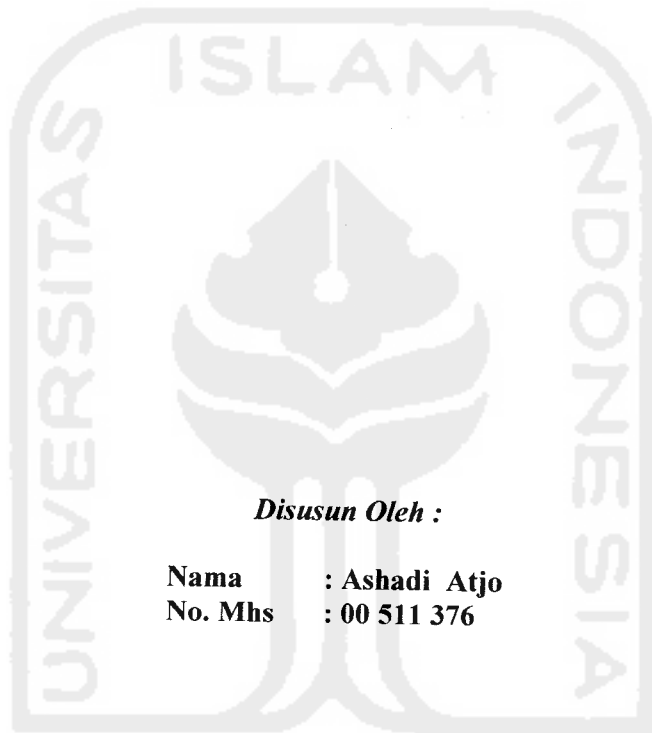 ISLAM
UNIVERSITAS
INDONESIA
Disusun Oleh :
Nama : Ashadi Atjo
No. Mhs : 00 511 376